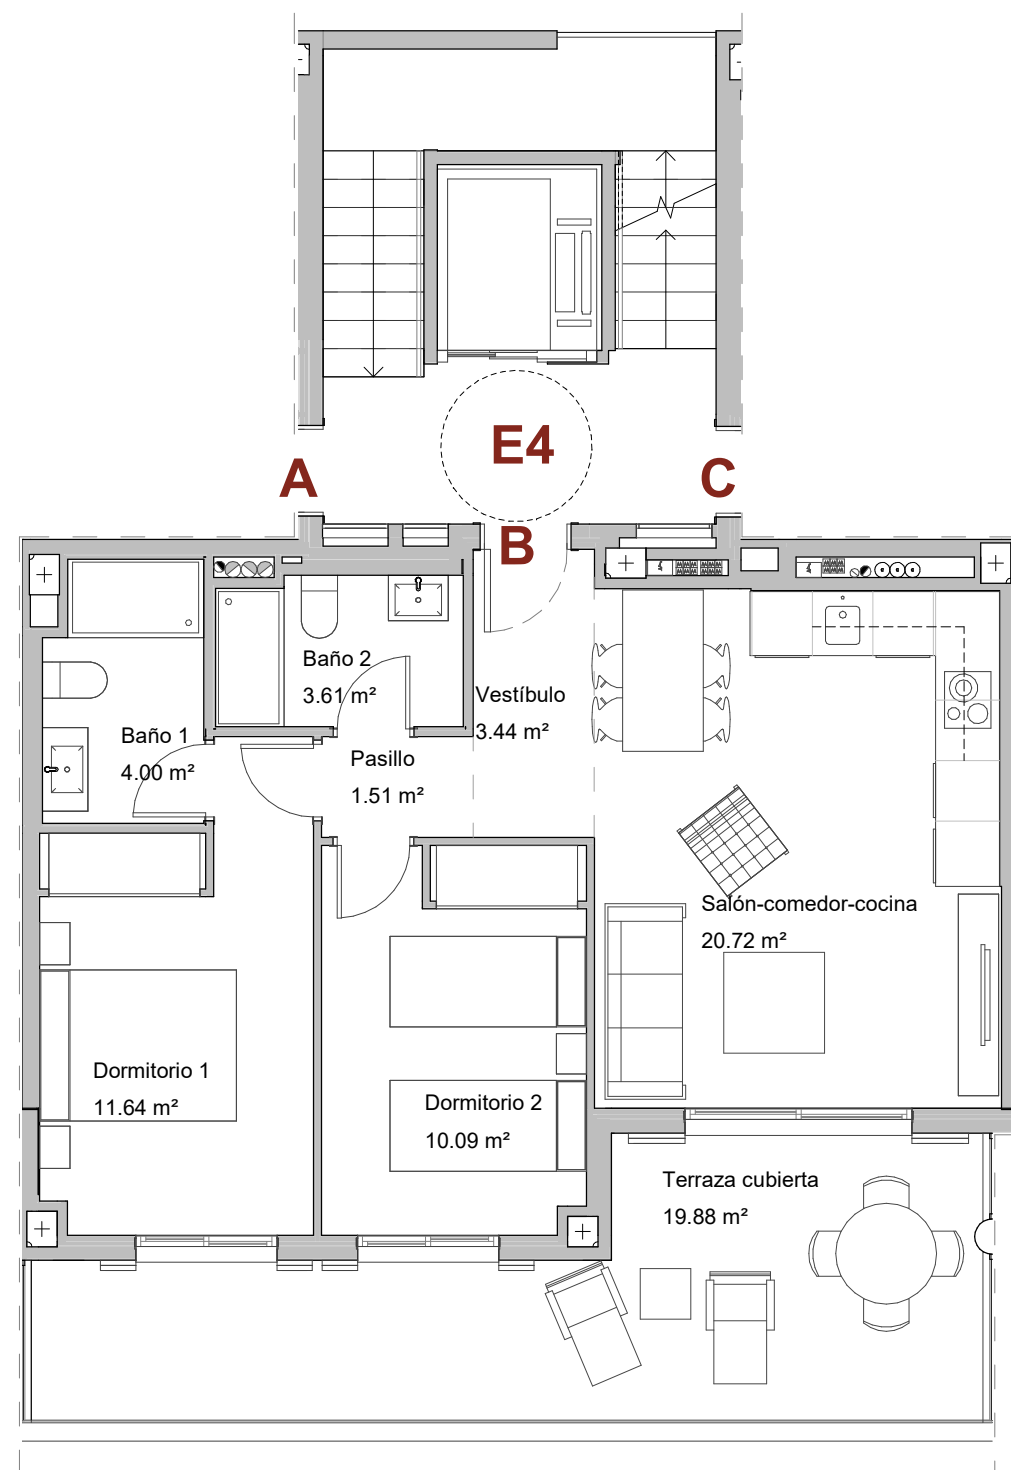 E4
A
C
B
Baño 2
3.61 m²
Vestíbulo
3.44 m²
Baño 1
4.00 m²
Pasillo
1.51 m²
Salón-comedor-cocina
20.72 m²
Dormitorio 1
11.64 m²
Dormitorio 2
10.09 m²
Terraza cubierta
19.88 m²